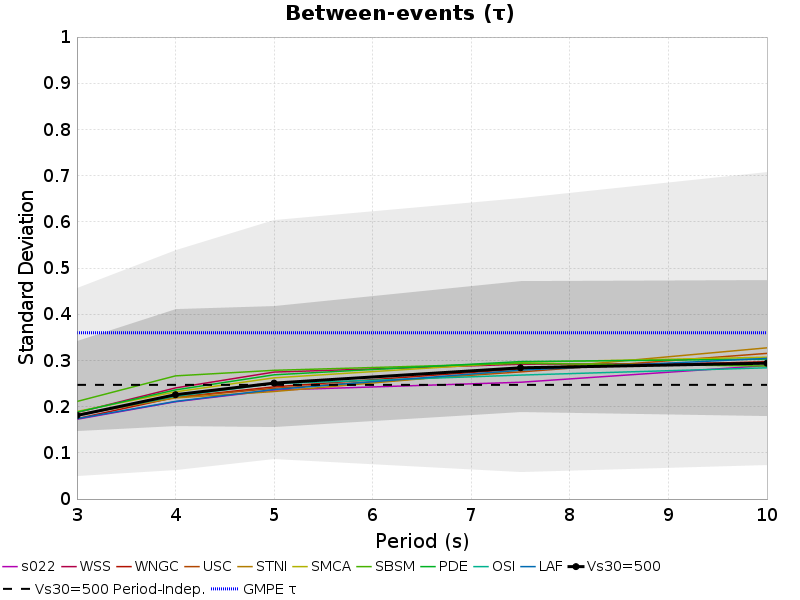 Between-events (τ)
Standard Deviation
1
0.9
0.8
0.7
0.6
0.5
0.4
0.3
0.2
0.1
0
3 4 5 6 7 8 9 10
Period (s)
s022 WSS WNGC USC STNI SMCA SBSM PDE OSI LAF Vs30=500
Vs30=500 Period-Indep. GMPE τ